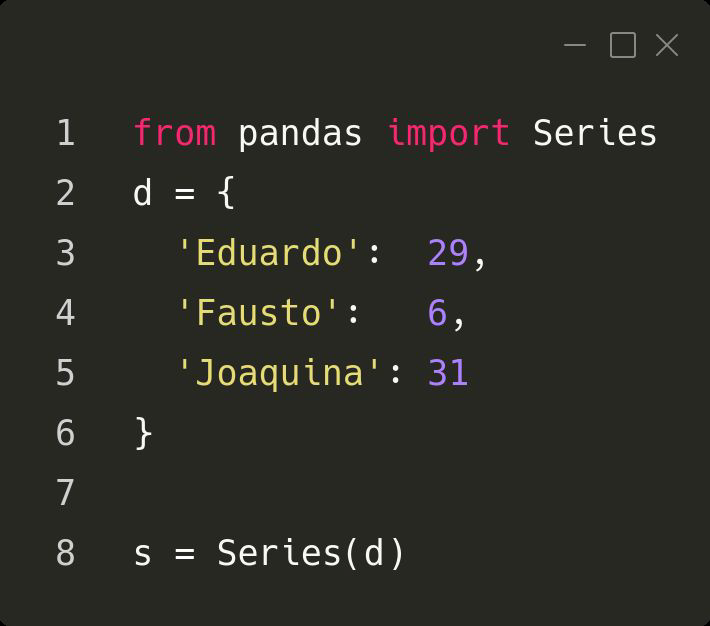 1 from pandas import Series
2 d = {
3   'Eduardo':  29,
4   'Fausto':   6,
5   'Joaquina': 31
6 }
7
8 s = Series(d)